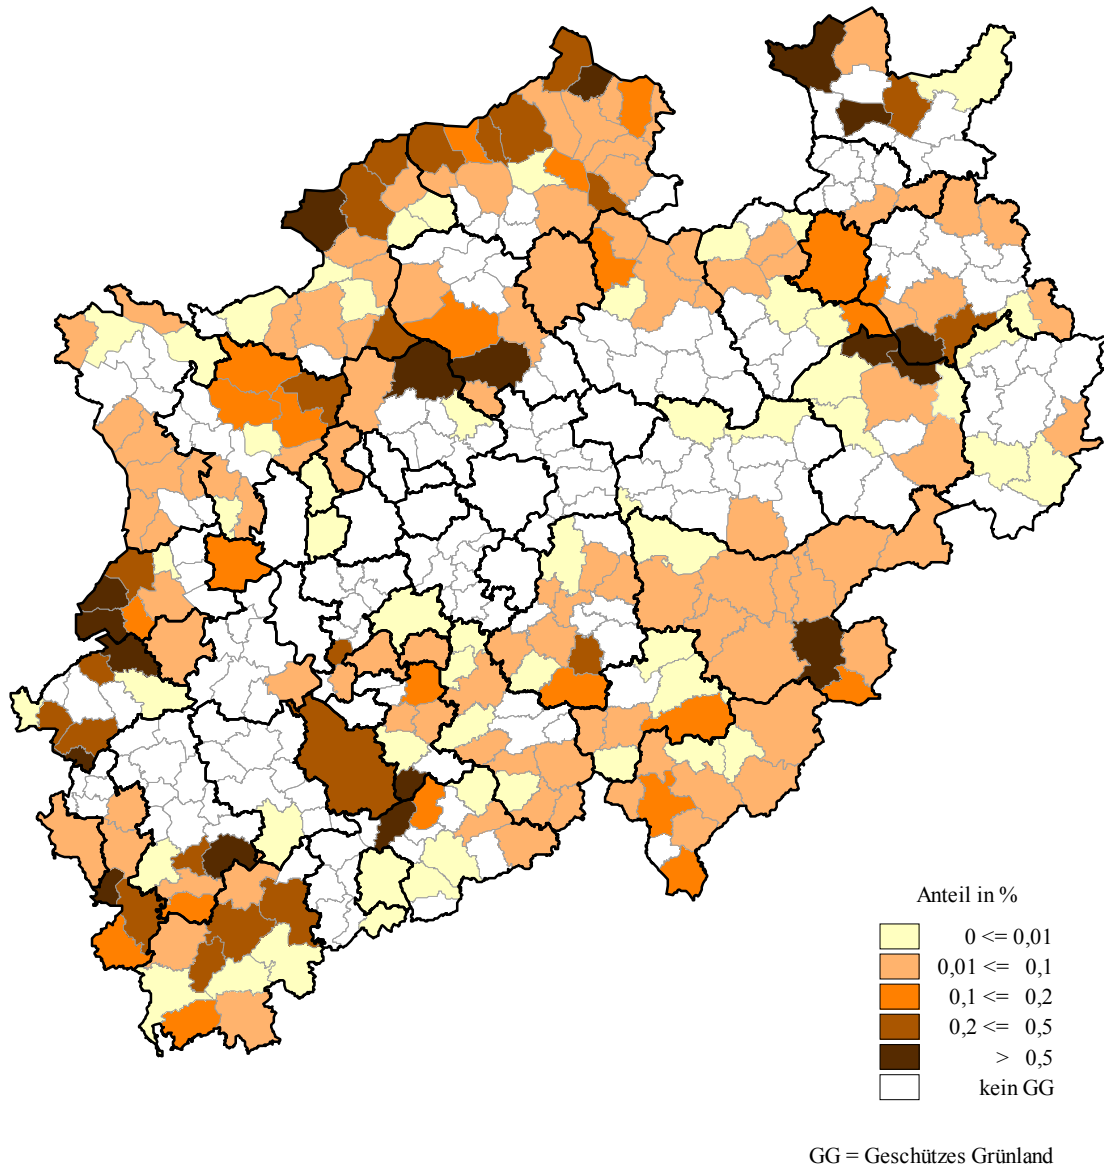 Anteil in %
0 <= 0,01
0,01 <= 0,1
0,1 <= 0,2
0,2 <= 0,5
> 0,5
kein GG
GG = Geschützes Grünland